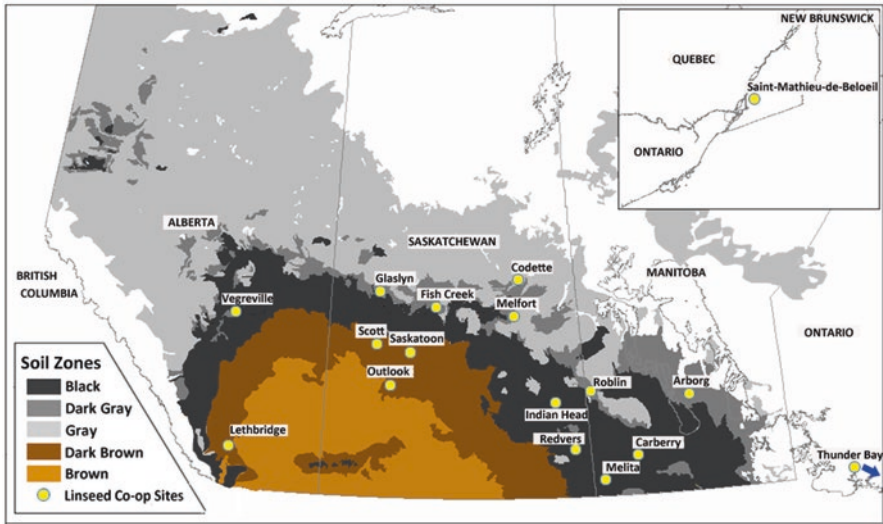 NEW BRUNSWICK
QUEBEC
Saint-Mathieu-de-Beloeil
ONTARIO
ALBERTA
SASKATCHEWAN
MANITOBA
BRITISH
COLUMBIA
ONTARIO
Codette
Glaslyn
Fish Creek
Melfort
Vegreville
Scott
Saskatoon
Outlook
Roblin
Arborg
Indian Head
Lethbridge
Redvers
Carberry
Melita
Thunder Bay
Soil Zones
Black
Dark Gray
Gray
Dark Brown
Brown
Linseed Co-op Sites